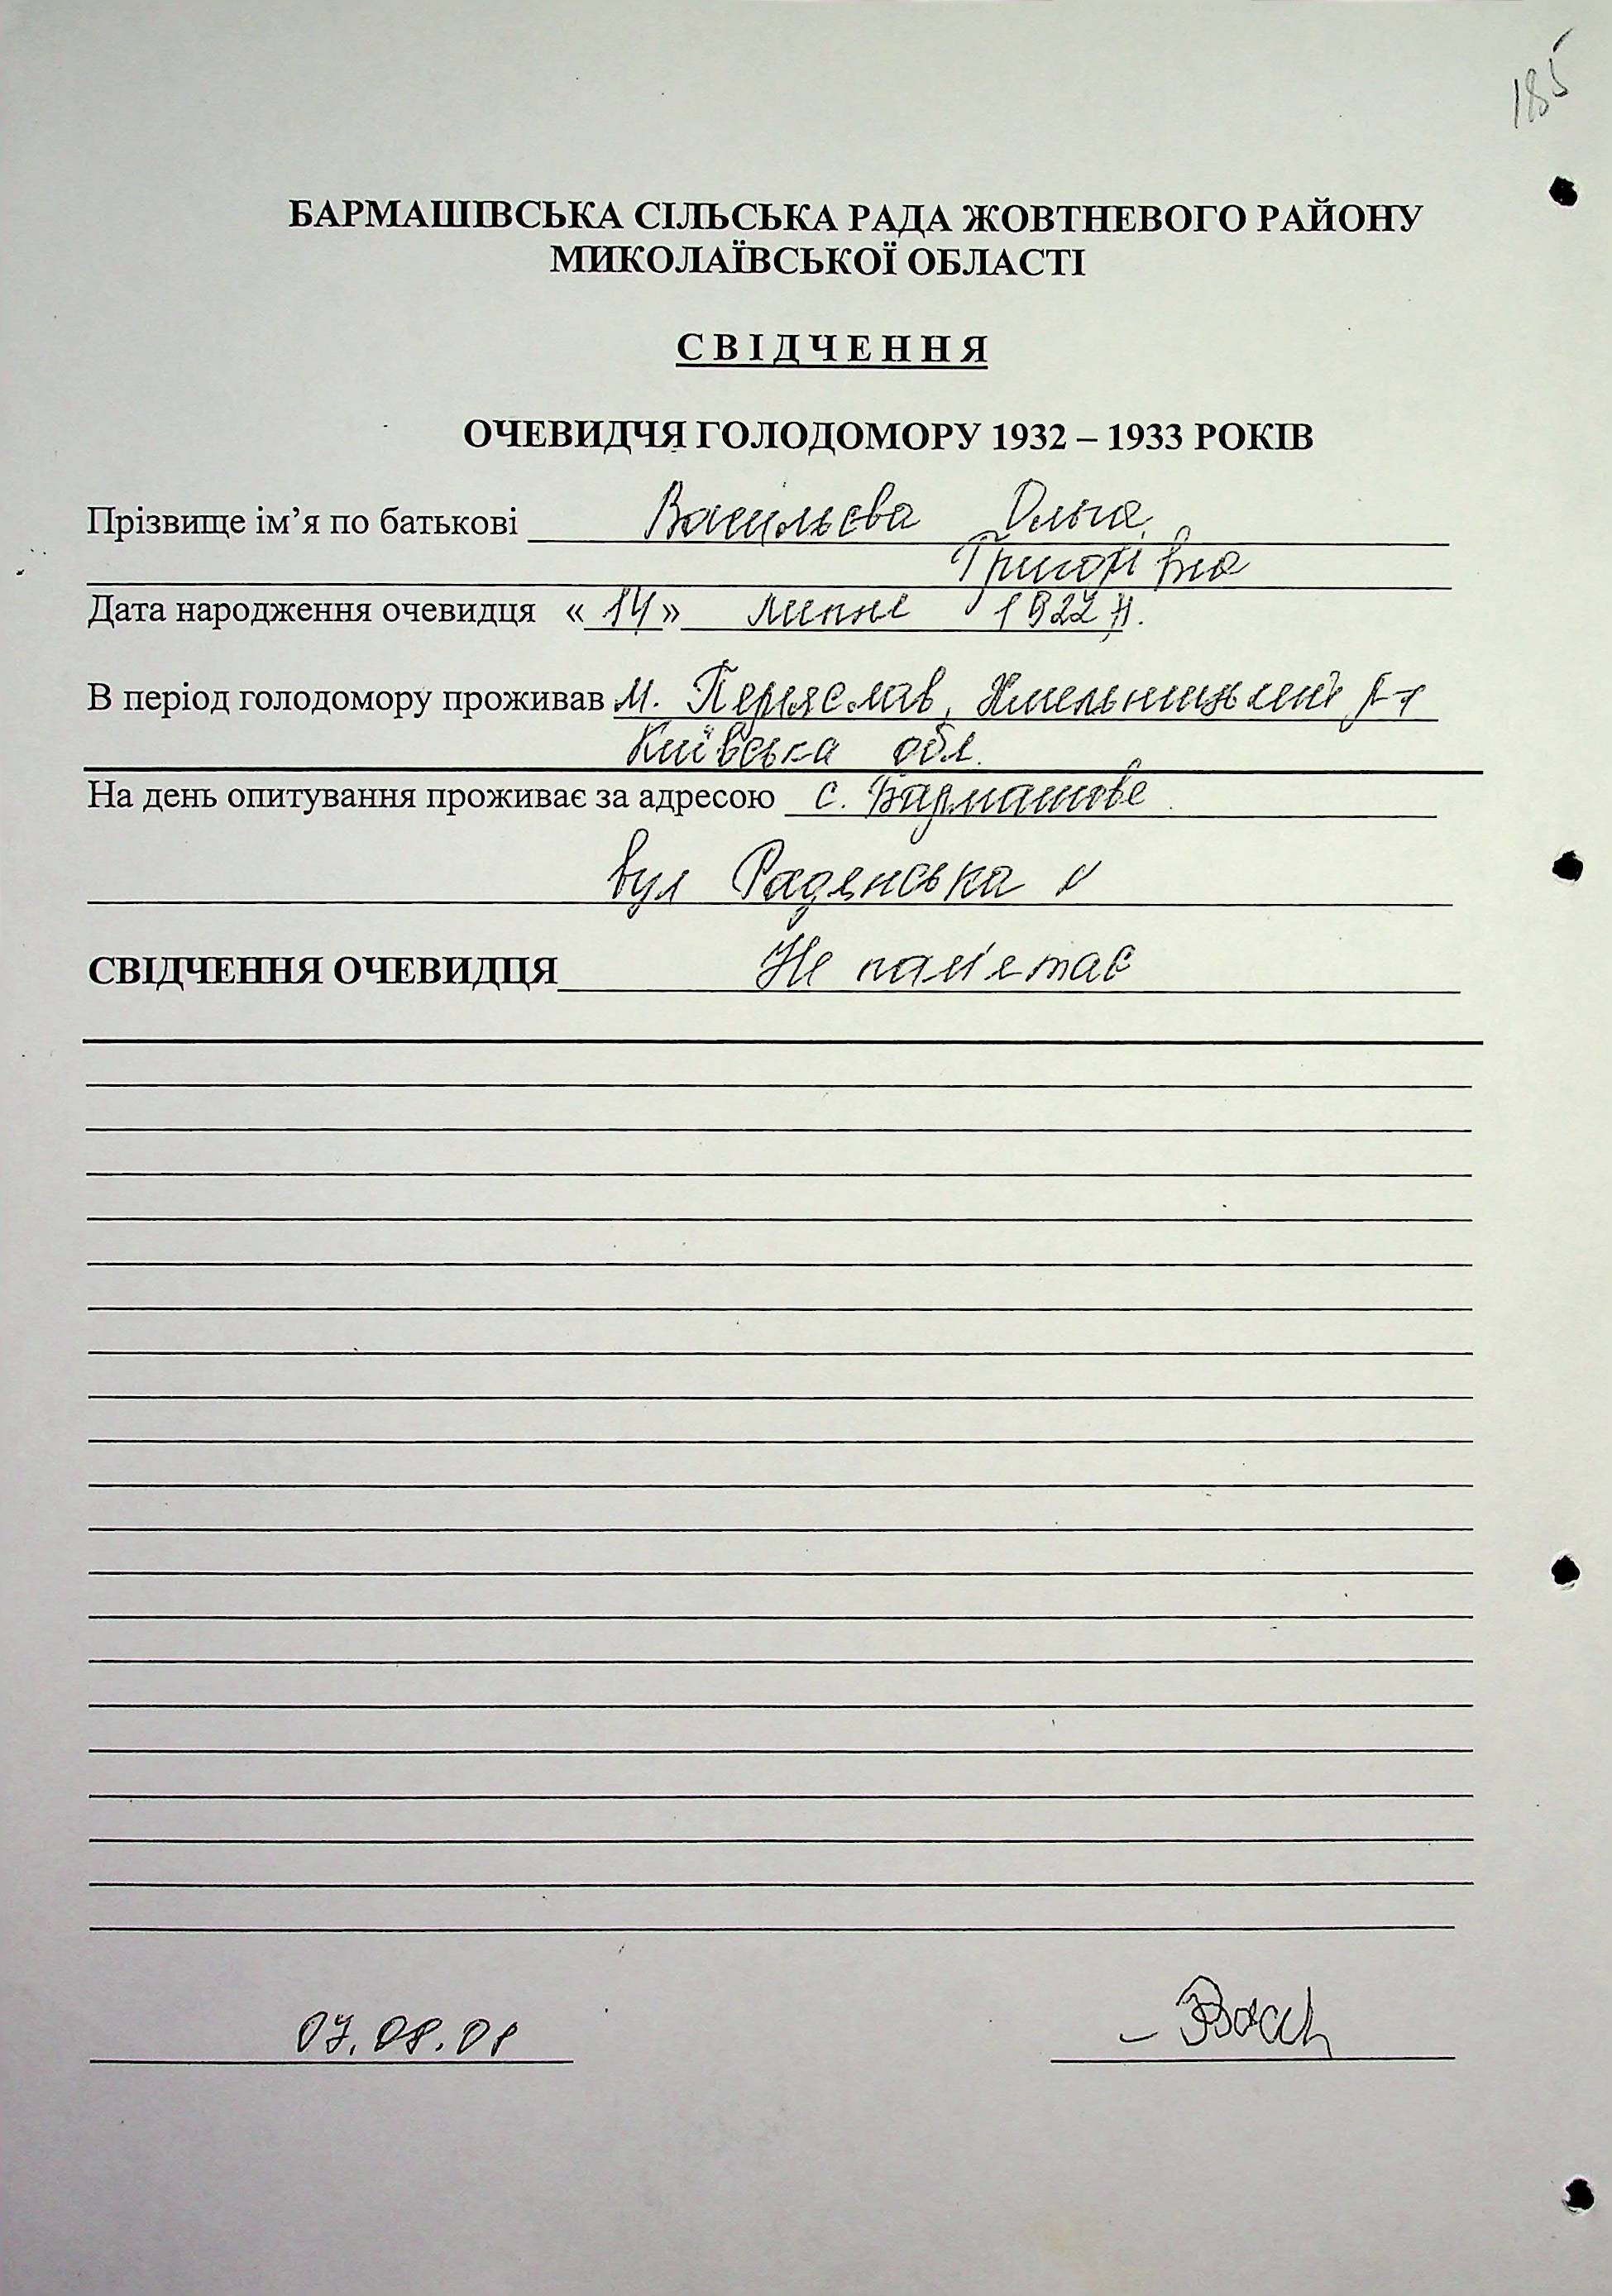 185
БАРМАШІВСЬКА СІЛЬСЬКА РАДА ЖОВТНЕВОГО РАЙОНУ
МИКОЛАЇВСЬКОЇ ОБЛАСТІ
СВІДЧЕННЯ
ОЧЕВИДЧЯ ГОЛОДОМОРУ 1932 – 1933 РОКІВ
Прізвище ім’я по батькові Васильєва Ольга
Григорівна
Дата народження очевидця «14» липня 1922 р.
В період голодомору проживав м. Переяслав, Хмельницький р-н
Київська обл.
На день опитування проживає за адресою с. Бармашове
вул Радянська
СВІДЧЕННЯ ОЧЕВИДЦЯ Не пам'ятає
07.08.08